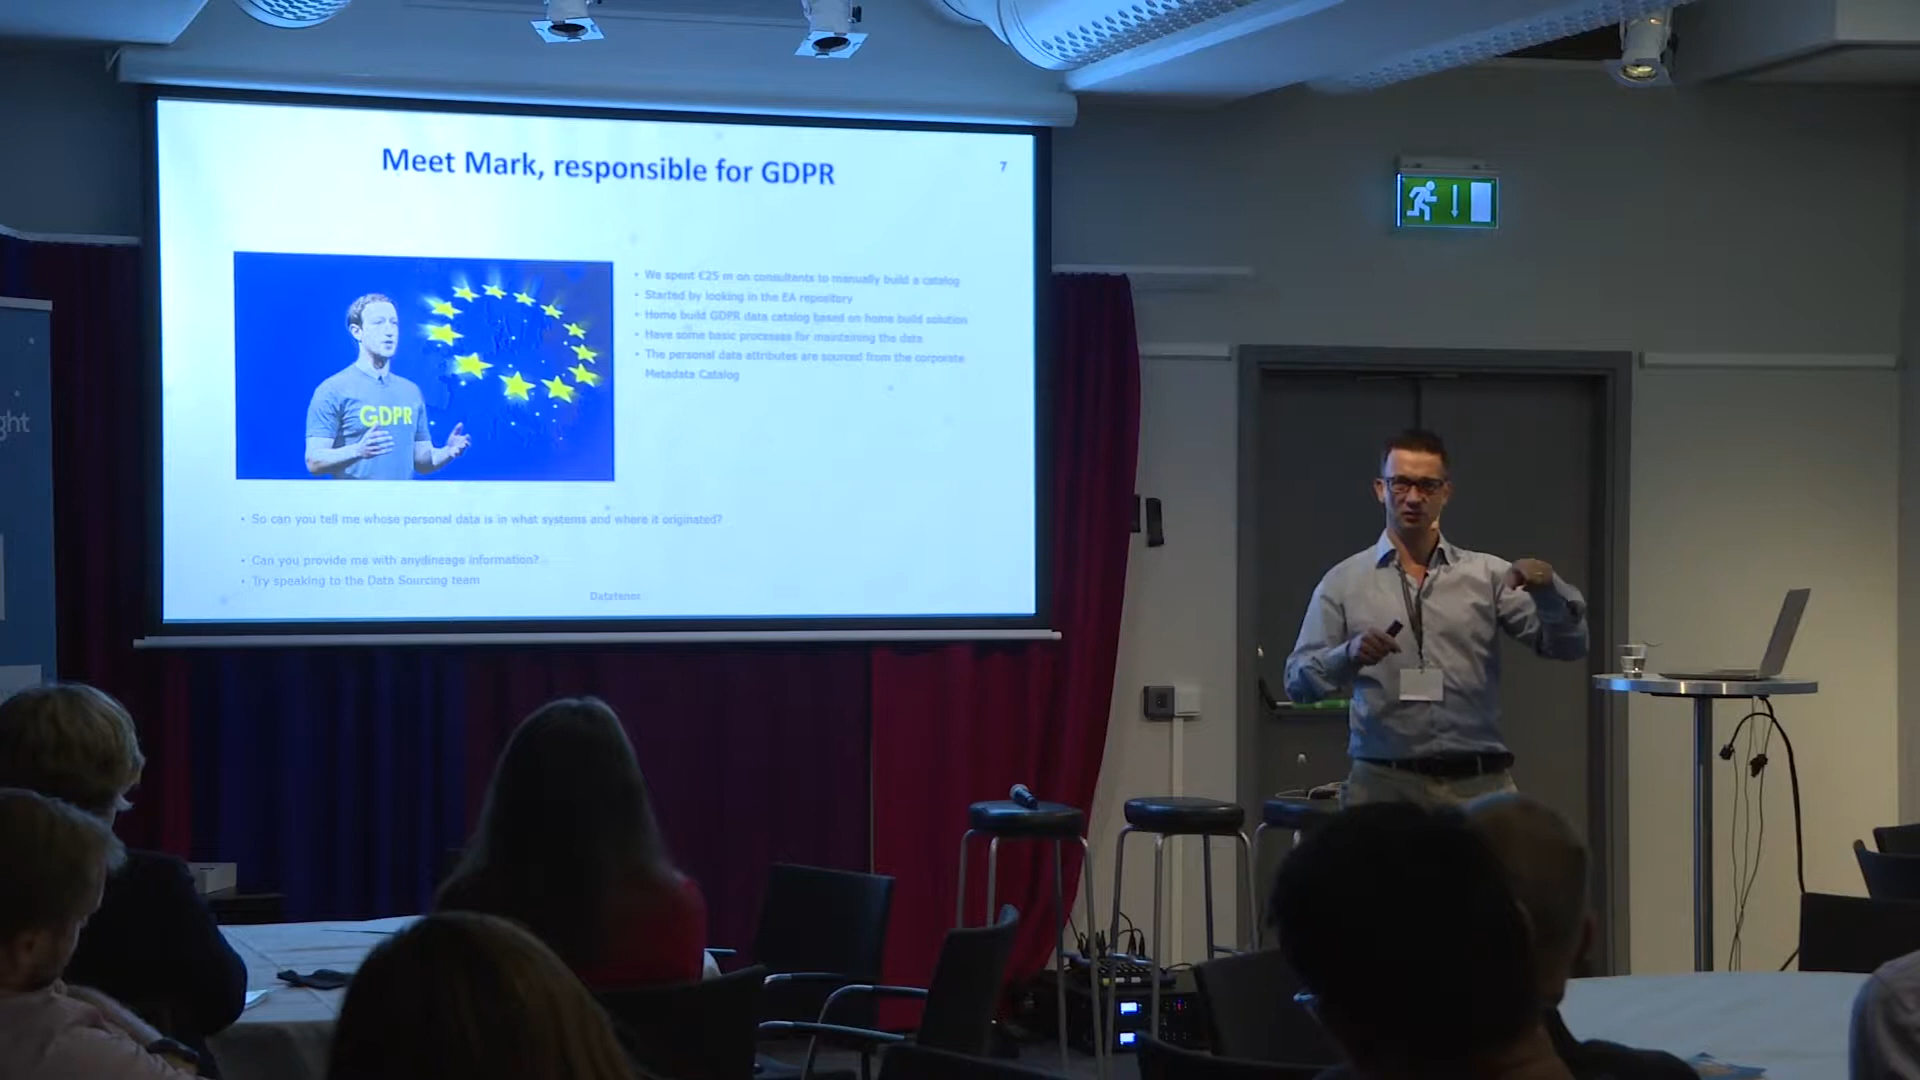 Meet Mark, responsible for GDPR
7
GDPR
• We spent €25 m on consultants to manually build a catalog
• Started by looking in the EA repository
• Home build GDPR data catalog based on home build solution
• Have some basic processes for maintaining the data
• The personal data attributes are sourced from the corporate
Metadata Catalog
• So can you tell me whose personal data is in what systems and where it originated?
• Can you provide me with anydineage information?
• Try speaking to the Data Sourcing team
ght